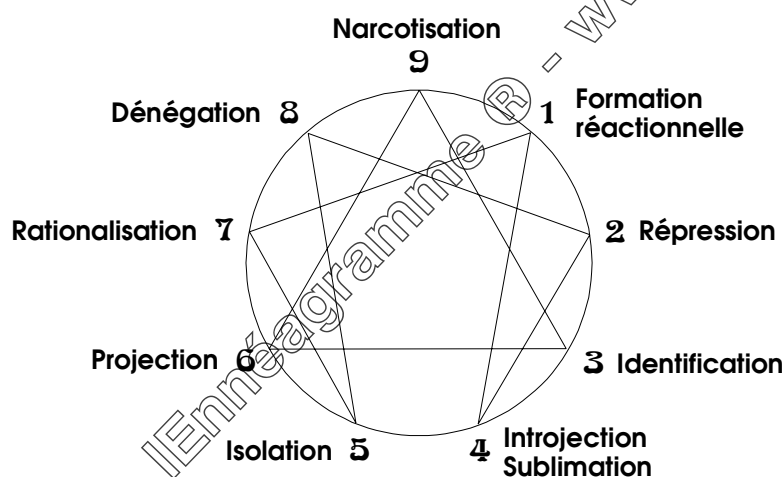 Narcotisation
9
Dénégation 8
1 Formation
réactionnelle
Rationalisation 7
2 Répression
Projection 6
3 Identification
Isolation 5
4 Introjection
Sublimation
lEnnéagramme ® - w